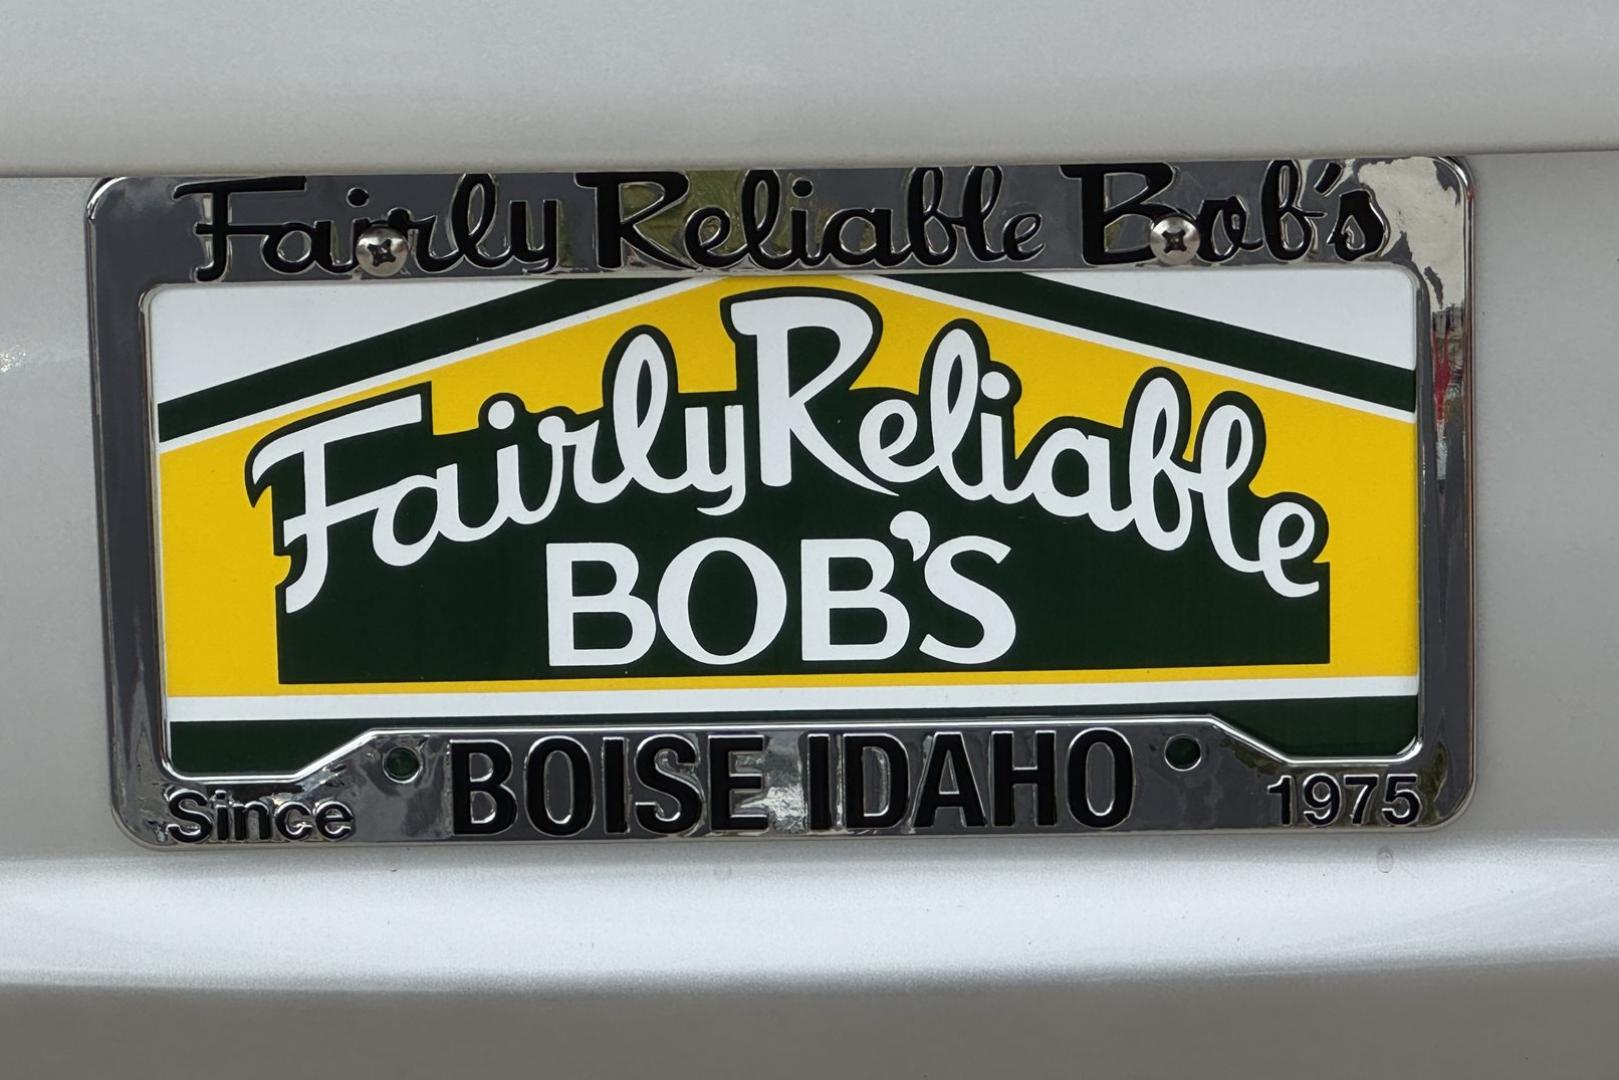 Fairly Reliable Bob's
Fairly Reliable
BOB'S
BOISE IDAHO
Since 1975